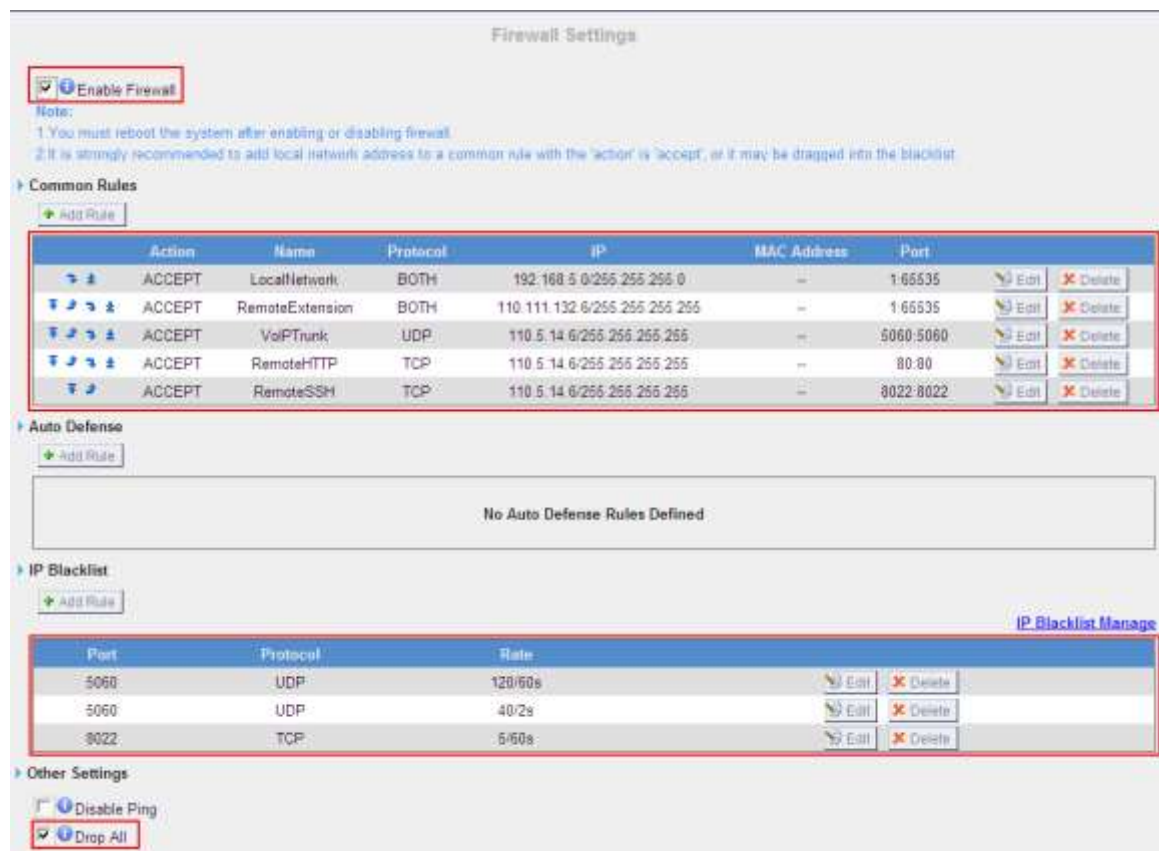 Firewall Settings
Enable Firewall
Note:
1.You must reboot the system after enabling or disabling firewall.
2.It is strongly recommended to add local network address to a common rule with the 'action' is 'accept', or it may be dragged into the blacklist.
Common Rules
Add Rule
Action Name Protocol IP MAC Address Port
ACCEPT LocalNetwork BOTH 192.168.5.0/255.255.255.0 -- 1:65535 Edit Delete
ACCEPT RemoteExtension BOTH 110.111.132.6/255.255.255.255 -- 1:65535 Edit Delete
ACCEPT VoIPTrunk UDP 110.5.14.6/255.255.255.255 -- 5060:5060 Edit Delete
ACCEPT RemoteHTTP TCP 110.5.14.6/255.255.255.255 -- 80:80 Edit Delete
ACCEPT RemoteSSH TCP 110.5.14.6/255.255.255.255 -- 8022:8022 Edit Delete
Auto Defense
Add Rule
No Auto Defense Rules Defined
IP Blacklist
Add Rule
IP Blacklist Manage
Port Protocol Rate
5060 UDP 120/60s Edit Delete
5060 UDP 40/2s Edit Delete
8022 TCP 5/60s Edit Delete
Other Settings
Disable Ping
Drop All